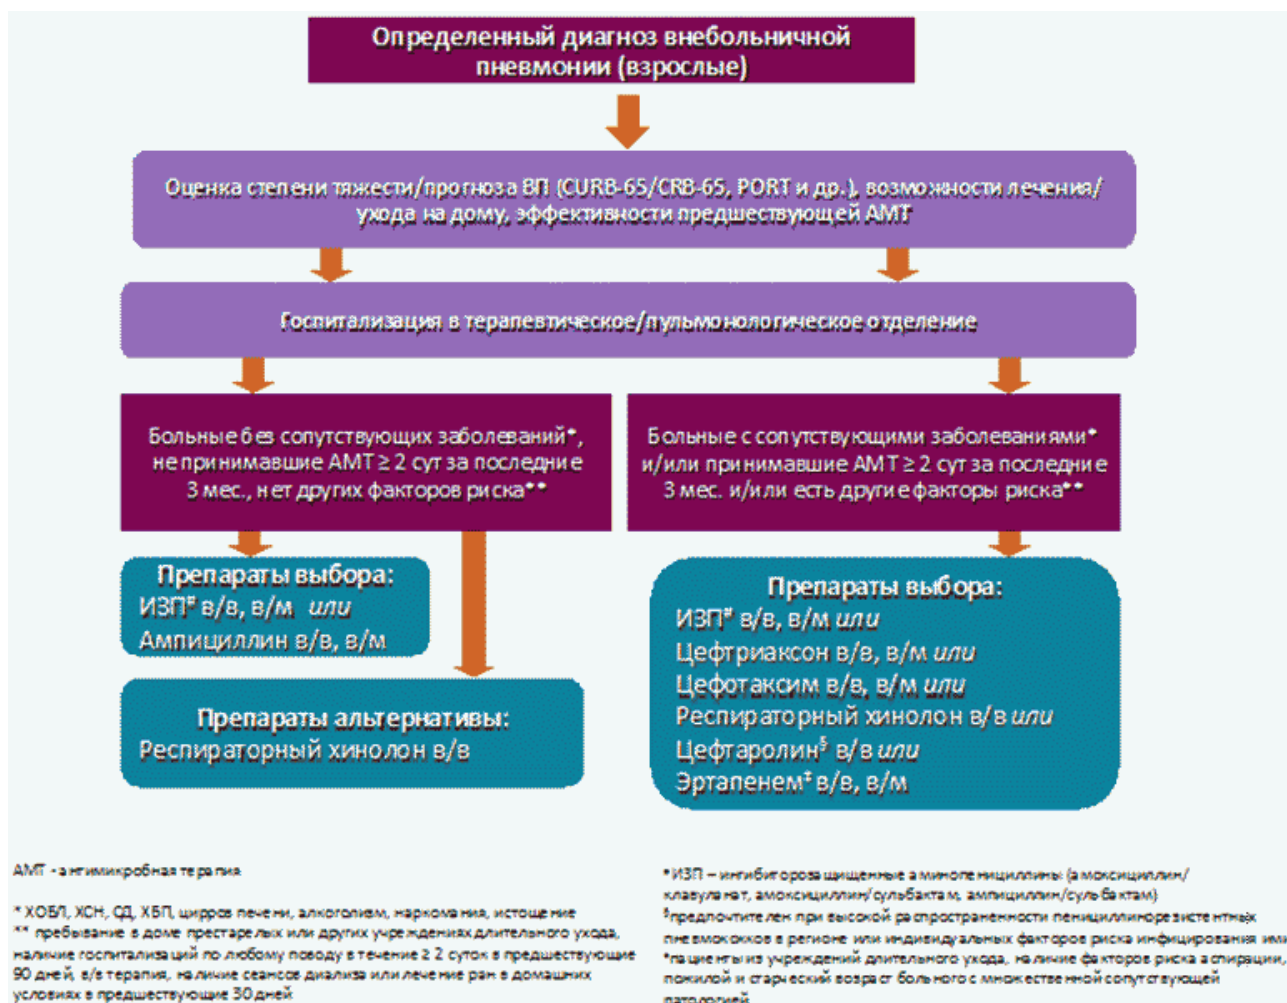 Определенный диагноз внебольничной
пневмонии (взрослые)
Оценка степени тяжести/прогноза ВП (CURB-65/CRB-65, PORT и др.), возможности лечения/
ухода на дому, эффективности предшествующей АМТ
Госпитализация в терапевтическое/пульмонологическое отделение
Больные без сопутствующих заболеваний*,
не принимавшие АМТ ≥ 2 сут за последние
3 мес., нет других факторов риска**
Больные с сопутствующими заболеваниями*
и/или принимавшие АМТ ≥ 2 сут за последние
3 мес. и/или есть другие факторы риска**
Препараты выбора:
ИЗП# в/в, в/м или
Ампициллин в/в, в/м
Препараты альтернативы:
Респираторный хинолон в/в
Препараты выбора:
ИЗП# в/в, в/м или
Цефтриаксон в/в, в/м или
Цефотаксим в/в, в/м или
Респираторный хинолон в/в или
Цефтаролин§ в/в или
Эртапенем‡ в/в, в/м
АМТ - антимикробная терапия
* ХОБЛ, ХСН, СД, ХБП, цирроз печени, алкоголизм, наркомания, истощение
** пребывание в доме престарелых или других учреждениях длительного ухода,
наличие госпитализаций по любому поводу в течение ≥ 2 суток в предшествующие
90 дней, в/в терапия, наличие сеансов диализа или лечение ран в домашних
условиях в предшествующие 30 дней
# ИЗП – ингибиторозащищенные аминопенициллины (амоксициллин/
клавуланат, амоксициллин/сульбактам, ампициллин/сульбактам)
§предпочтителен при высокой распространенности пенициллинорезистентных
пневмококков в регионе или индивидуальных факторов риска инфицирования ими
‡пациенты из учреждений длительного ухода, наличие факторов риска аспирации,
пожилой и старческий возраст больного с множественной сопутствующей
патологией